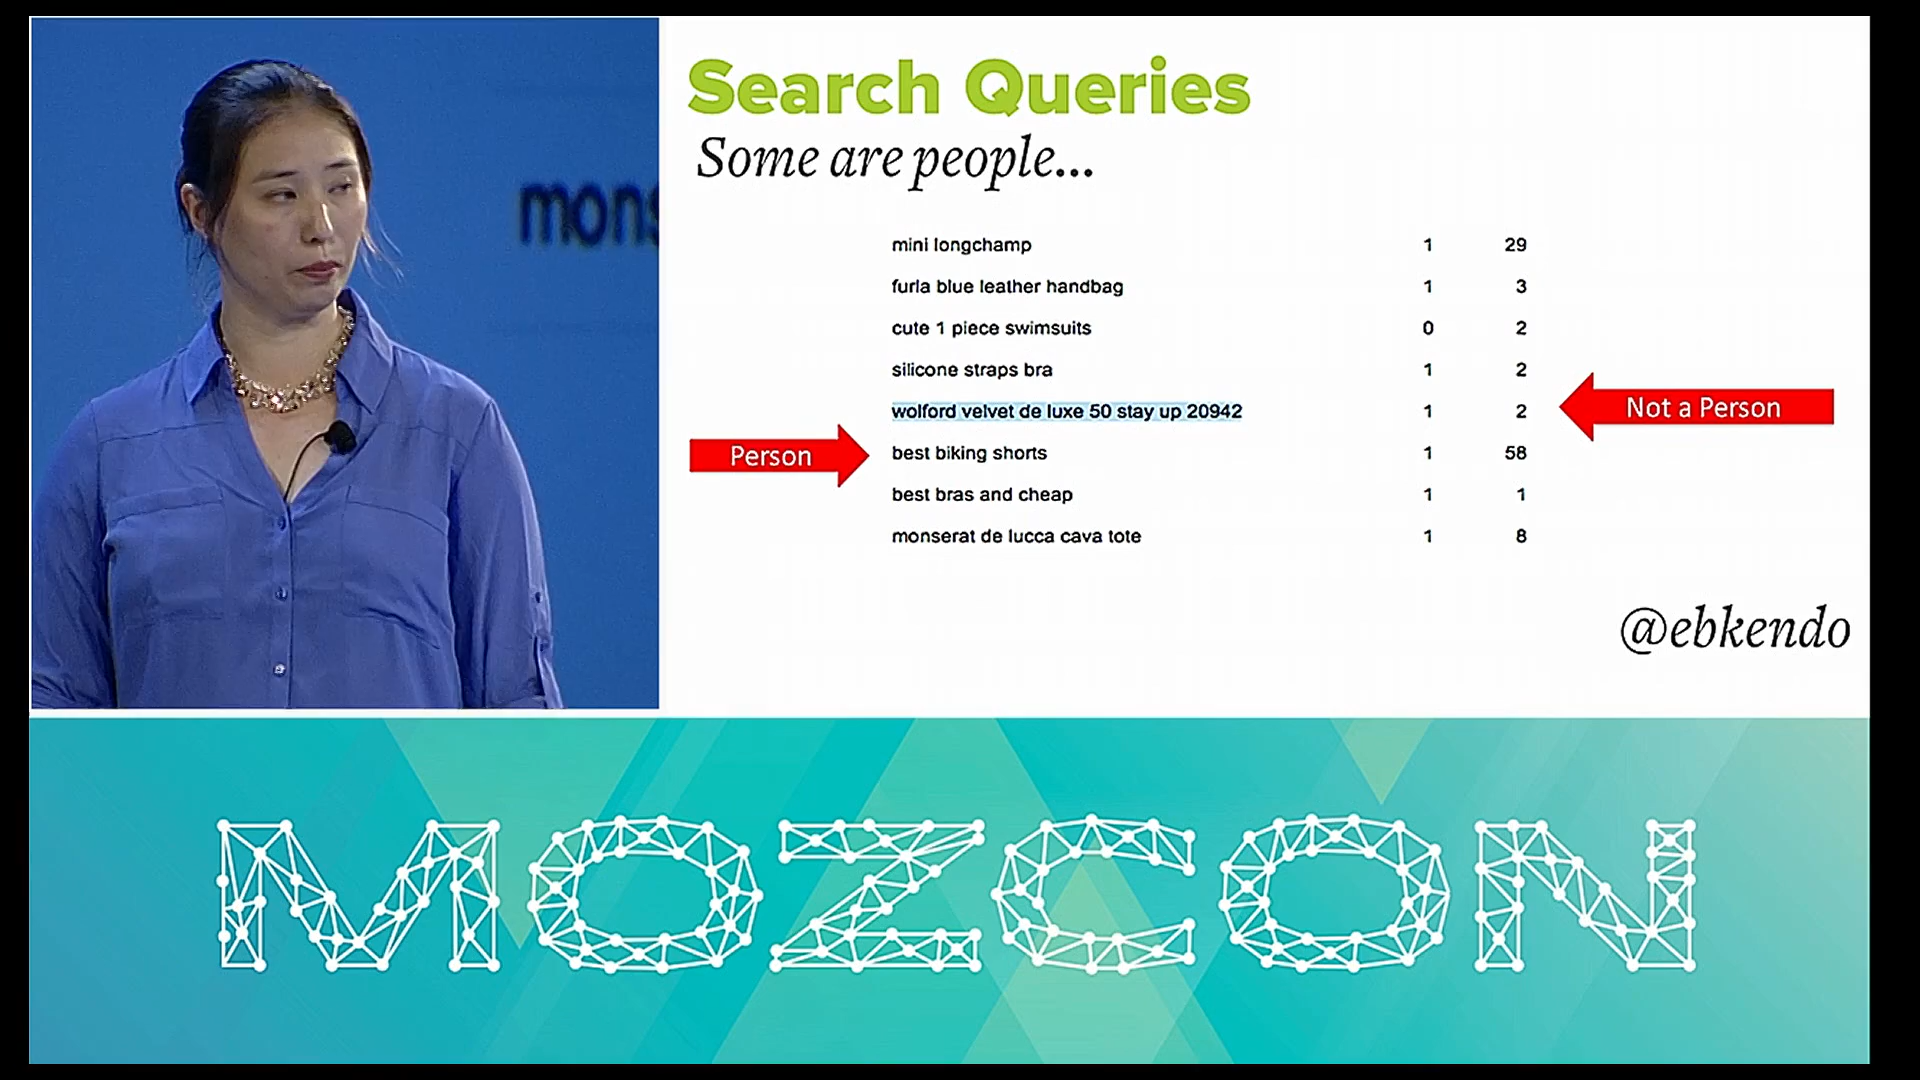 mons
Search Queries
Some are people...
mini longchamp 1 29
furla blue leather handbag 1 3
cute 1 piece swimsuits 0 2
silicone straps bra 1 2
wolford velvet de luxe 50 stay up 20942 1 2
Not a Person
Person
best biking shorts 1 58
best bras and cheap 1 1
monserat de lucca cava tote 1 8
@ebkendo
MOZCON